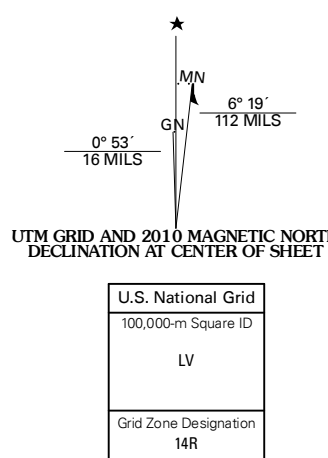 MN
6° 19´
112 MILS
GN
0° 53´
16 MILS
UTM GRID AND 2010 MAGNETIC NORT
DECLINATION AT CENTER OF SHEET
U.S. National Grid
100,000-m Square ID
LV
Grid Zone Designation
14R